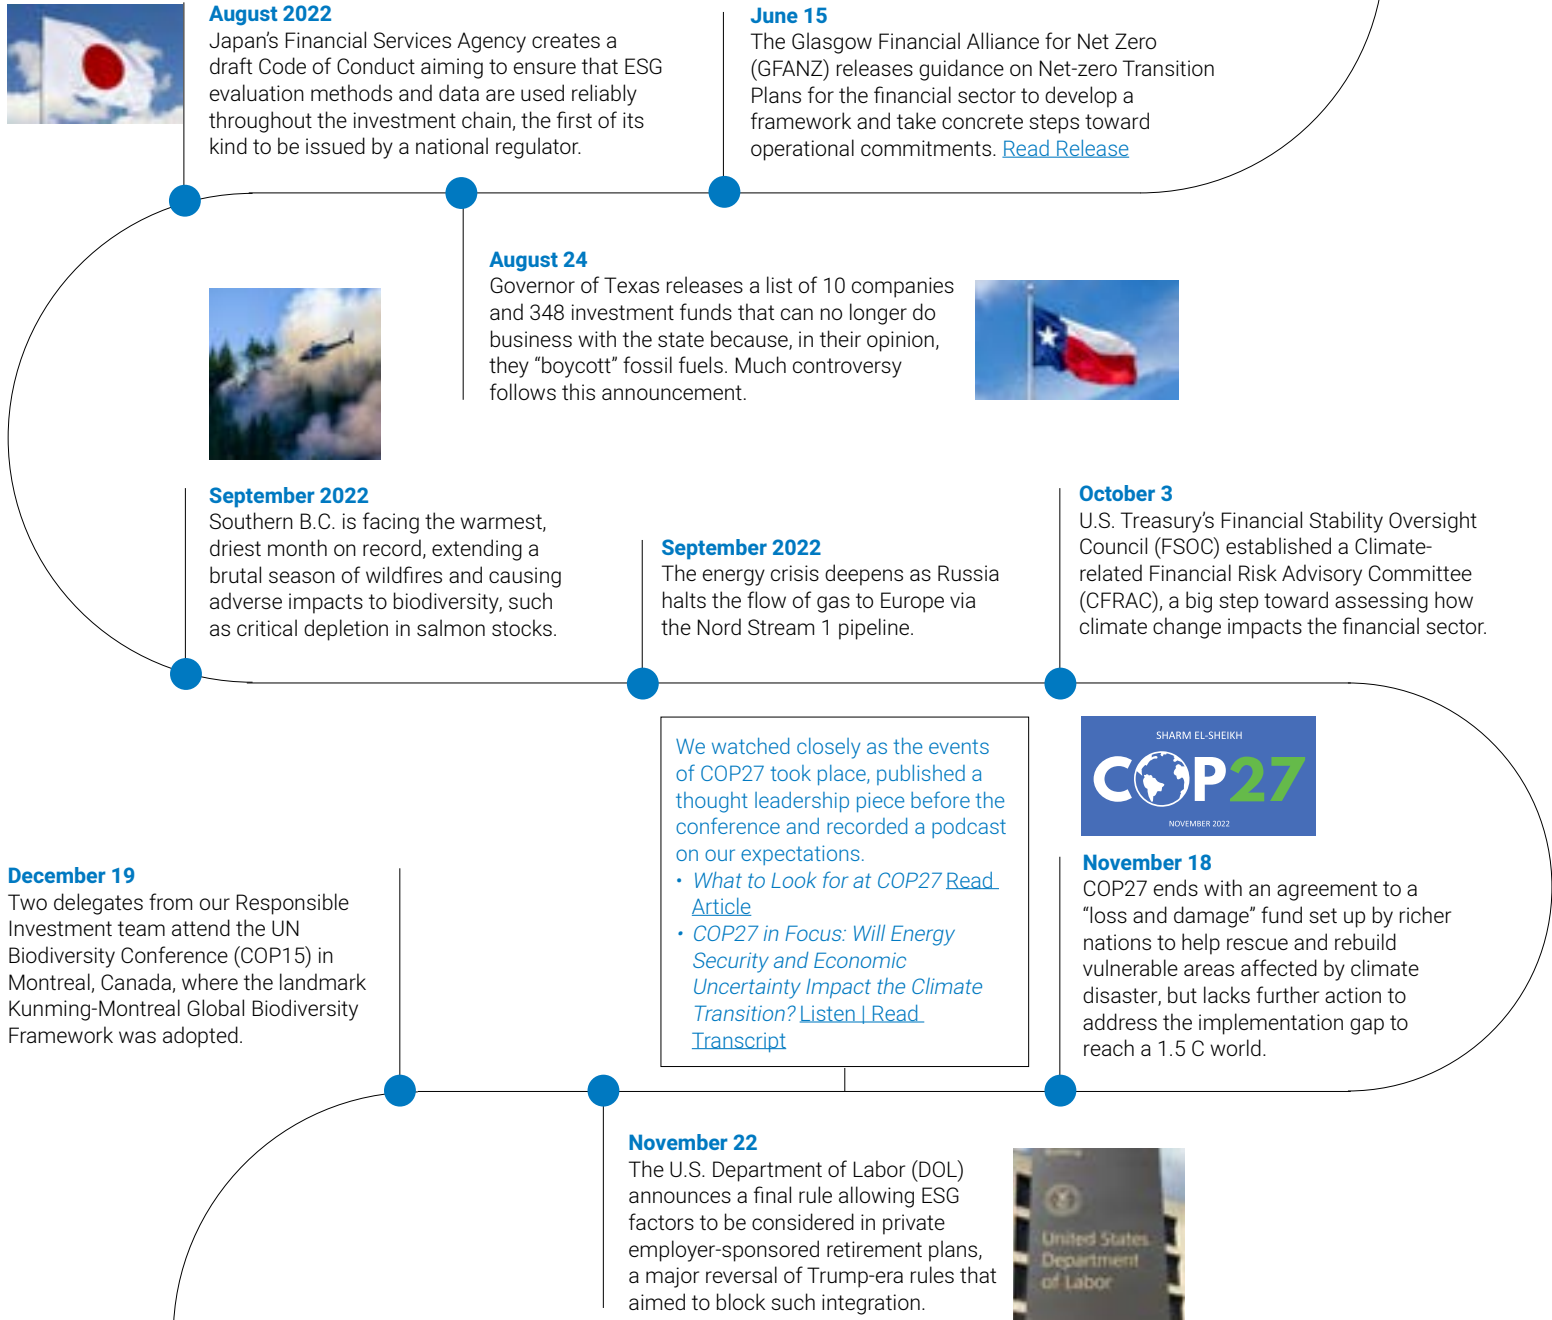 August 2022
Japan’s Financial Services Agency creates a
draft Code of Conduct aiming to ensure that ESG
evaluation methods and data are used reliably
throughout the investment chain, the first of its
kind to be issued by a national regulator.
June 15
The Glasgow Financial Alliance for Net Zero
(GFANZ) releases guidance on Net-zero Transition
Plans for the financial sector to develop a
framework and take concrete steps toward
operational commitments. Read Release
August 24
Governor of Texas releases a list of 10 companies
and 348 investment funds that can no longer do
business with the state because, in their opinion,
they “boycott” fossil fuels. Much controversy
follows this announcement.
September 2022
Southern B.C. is facing the warmest,
driest month on record, extending a
brutal season of wildfires and causing
adverse impacts to biodiversity, such
as critical depletion in salmon stocks.
September 2022
The energy crisis deepens as Russia
halts the flow of gas to Europe via
the Nord Stream 1 pipeline.
October 3
U.S. Treasury’s Financial Stability Oversight
Council (FSOC) established a Climate-
related Financial Risk Advisory Committee
(CFRAC), a big step toward assessing how
climate change impacts the financial sector.
We watched closely as the events
of COP27 took place, published a
thought leadership piece before the
conference and recorded a podcast
on our expectations.
• What to Look for at COP27 Read
Article
• COP27 in Focus: Will Energy
Security and Economic
Uncertainty Impact the Climate
Transition? Listen | Read
Transcript
SHARM EL-SHEIKH
COP27
NOVEMBER 2022
November 18
COP27 ends with an agreement to a
“loss and damage” fund set up by richer
nations to help rescue and rebuild
vulnerable areas affected by climate
disaster, but lacks further action to
address the implementation gap to
reach a 1.5 C world.
December 19
Two delegates from our Responsible
Investment team attend the UN
Biodiversity Conference (COP15) in
Montreal, Canada, where the landmark
Kunming-Montreal Global Biodiversity
Framework was adopted.
November 22
The U.S. Department of Labor (DOL)
announces a final rule allowing ESG
factors to be considered in private
employer-sponsored retirement plans,
a major reversal of Trump-era rules that
aimed to block such integration.
United States
Department
of Labor